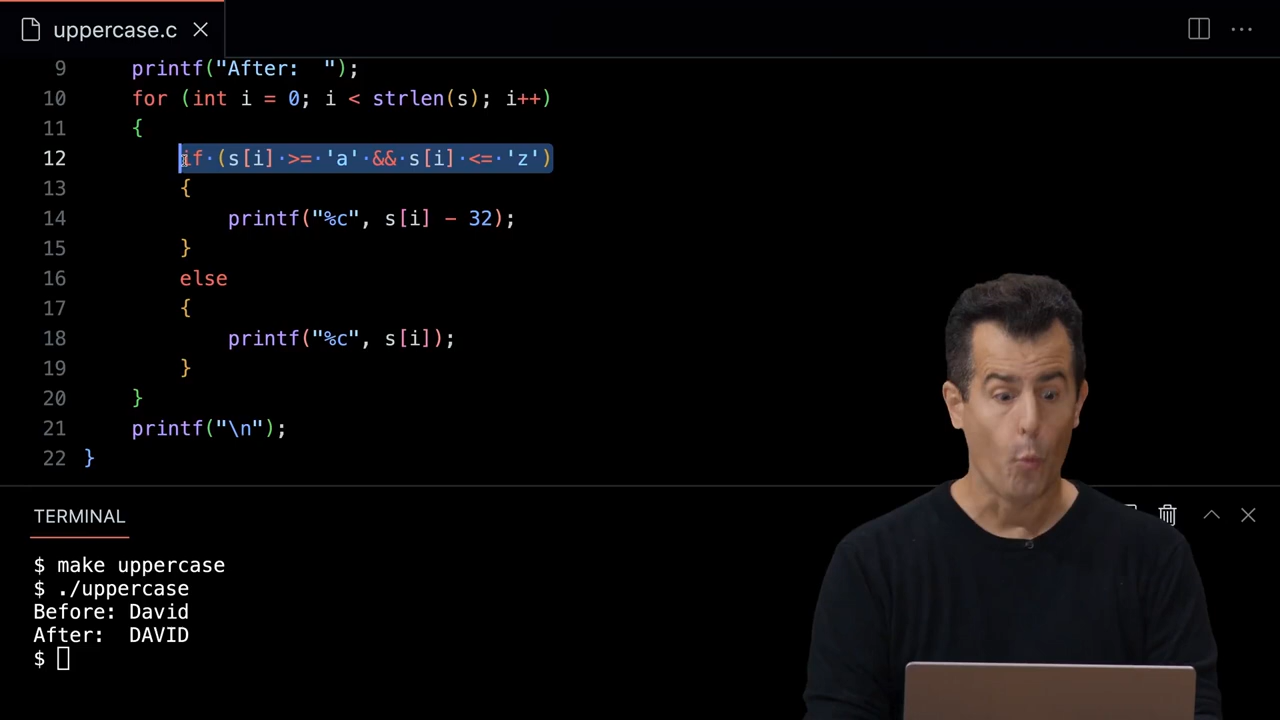 uppercase.c
9 printf("After:  ");
10 for (int i = 0; i < strlen(s); i++)
11 {
12 if (s[i] >= 'a' && s[i] <= 'z')
13 {
14 printf("%c", s[i] - 32);
15 }
16 else
17 {
18 printf("%c", s[i]);
19 }
20 }
21 printf("\n");
22 }
TERMINAL
$ make uppercase
$ ./uppercase
Before: David
After:  DAVID
$